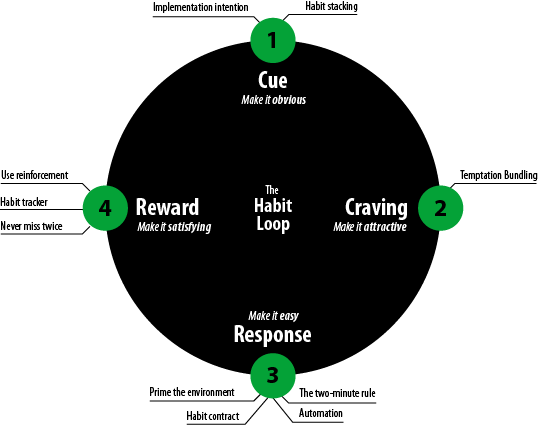 Implementation intention
Habit stacking
1
Cue
Make it obvious
Use reinforcement
Habit tracker
Never miss twice
4
Reward
Make it satisfying
The
Habit
Loop
Craving
Make it attractive
2
Temptation Bundling
Make it easy
Response
3
Prime the environment
Habit contract
The two-minute rule
Automation